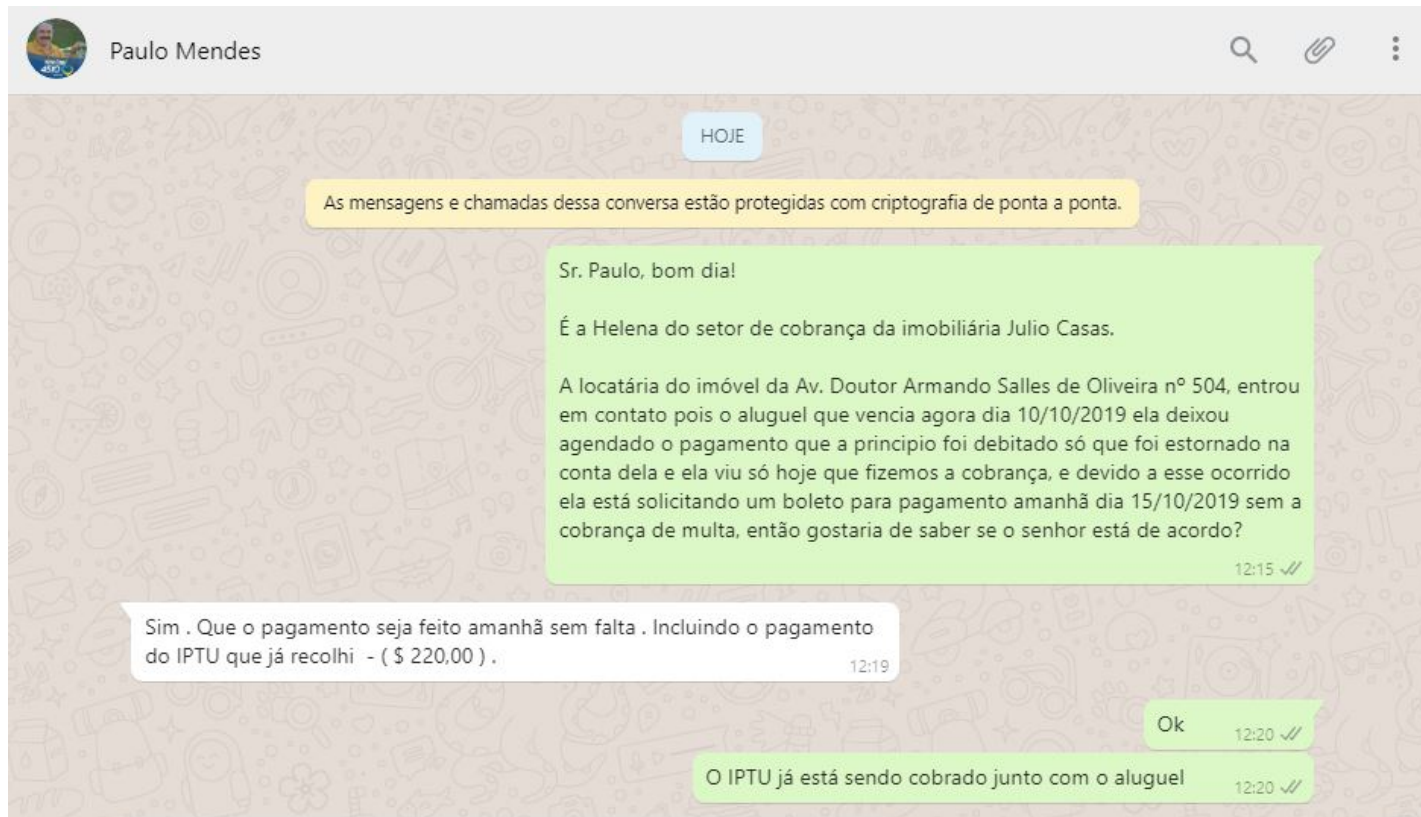 Paulo Mendes
HOJE
As mensagens e chamadas dessa conversa estão protegidas com criptografia de ponta a ponta.
Sr. Paulo, bom dia!
É a Helena do setor de cobrança da imobiliária Julio Casas.
A locatária do imóvel da Av. Doutor Armando Salles de Oliveira nº 504, entrou
em contato pois o aluguel que vencia agora dia 10/10/2019 ela deixou
agendado o pagamento que a principio foi debitado só que foi estornado na
conta dela e ela viu só hoje que fizemos a cobrança, e devido a esse ocorrido
ela está solicitando um boleto para pagamento amanhã dia 15/10/2019 sem a
cobrança de multa, então gostaria de saber se o senhor está de acordo?
12:15
Sim . Que o pagamento seja feito amanhã sem falta . Incluindo o pagamento
do IPTU que já recolhi - ( $ 220,00 ) .
12:19
Ok
12:20
O IPTU já está sendo cobrado junto com o aluguel
12:20